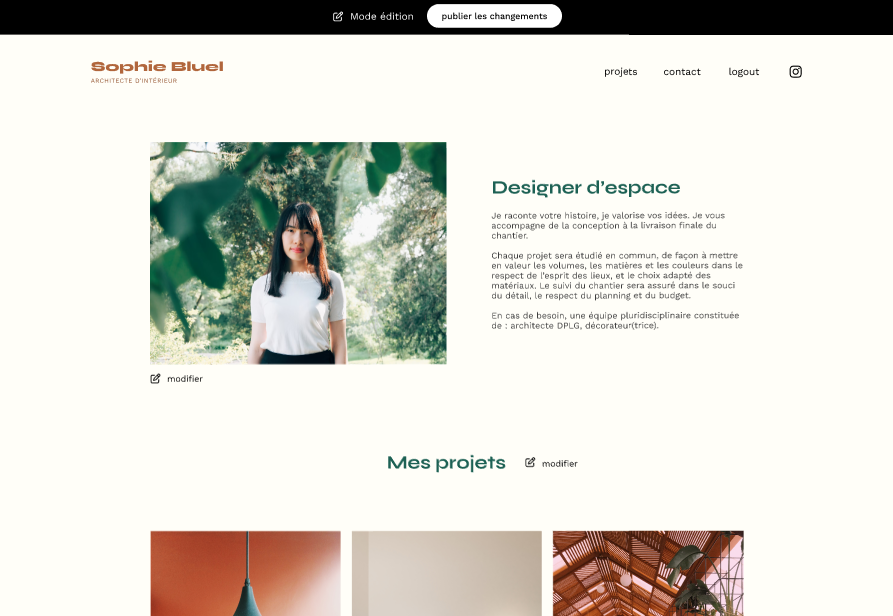 Mode édition publier les changements
Sophie Bluel
ARCHITECTE D'INTÉRIEUR
projets contact logout
Designer d'espace
Je raconte votre histoire, je valorise vos idées. Je vous
accompagne de la conception à la livraison finale du
chantier.
Chaque projet sera étudié en commun, de façon à mettre
en valeur les volumes, les matières et les couleurs dans le
respect de l'esprit des lieux, et le choix adapté des
matériaux. Le suivi du chantier sera assuré dans le souci
du détail, le respect du planning et du budget.
En cas de besoin, une équipe pluridisciplinaire constituée
de : architecte DPLG, décorateur(trice).
modifier
Mes projets modifier